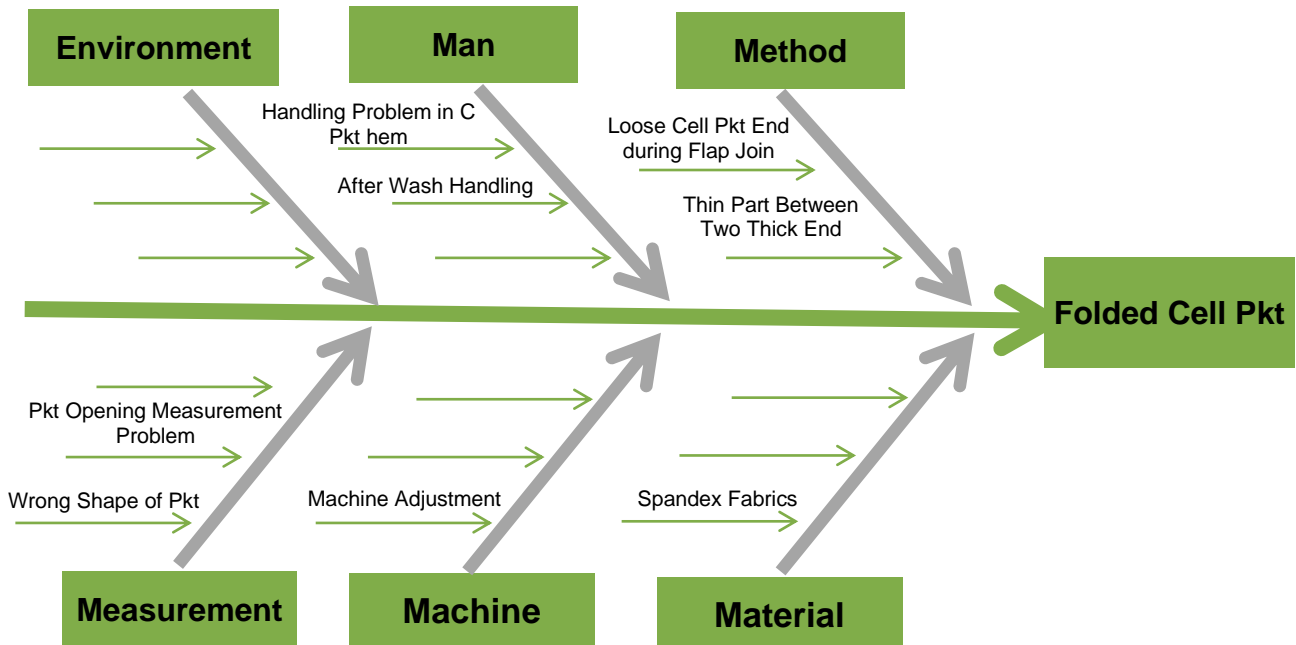 Environment
Man
Method
Handling Problem in C
Pkt hem
After Wash Handling
Loose Cell Pkt End
during Flap Join
Thin Part Between
Two Thick End
Folded Cell Pkt
Pkt Opening Measurement
Problem
Wrong Shape of Pkt
Machine Adjustment
Spandex Fabrics
Measurement
Machine
Material